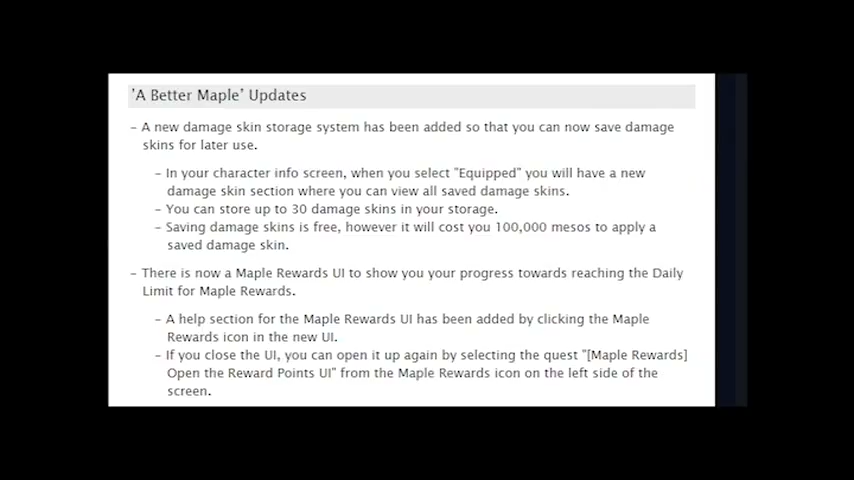 'A Better Maple' Updates
- A new damage skin storage system has been added so that you can now save damage
skins for later use.
- In your character info screen, when you select "Equipped" you will have a new
damage skin section where you can view all saved damage skins.
- You can store up to 30 damage skins in your storage.
- Saving damage skins is free, however it will cost you 100,000 mesos to apply a
saved damage skin.
- There is now a Maple Rewards UI to show you your progress towards reaching the Daily
Limit for Maple Rewards.
- A help section for the Maple Rewards UI has been added by clicking the Maple
Rewards icon in the new UI.
- If you close the UI, you can open it up again by selecting the quest "[Maple Rewards]
Open the Reward Points UI" from the Maple Rewards icon on the left side of the
screen.